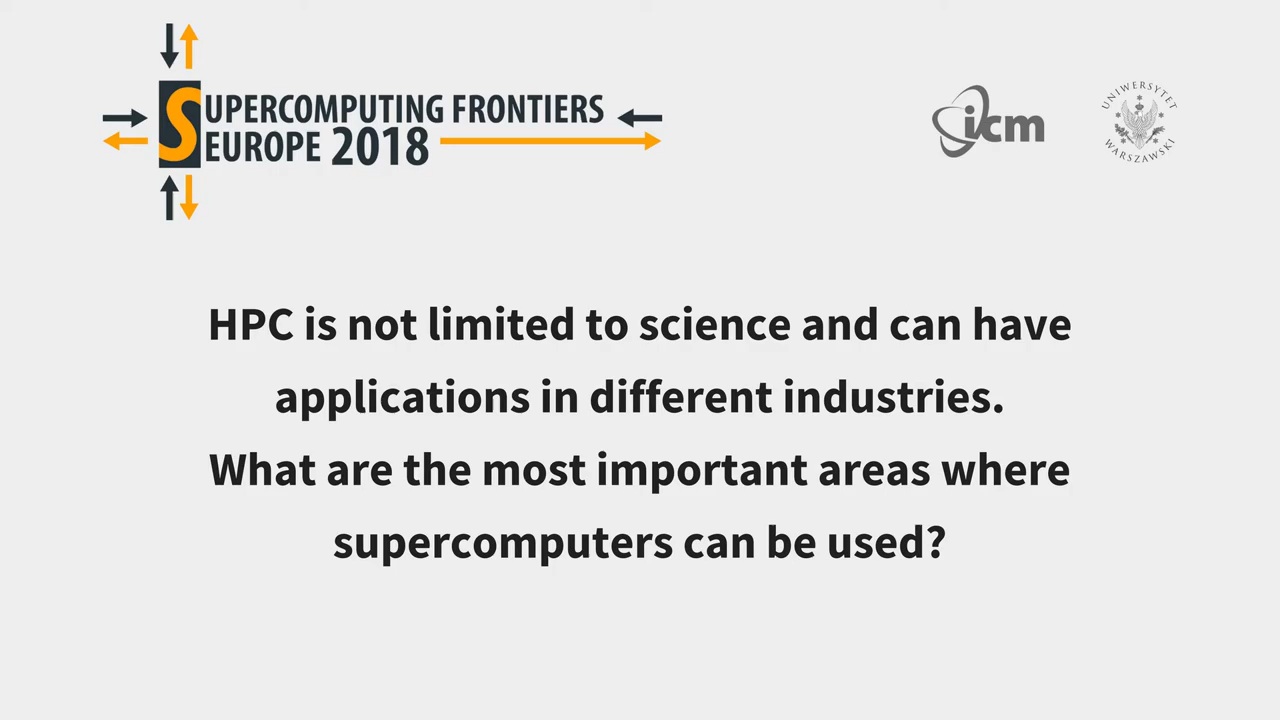 SUPERCOMPUTING FRONTIERS
EUROPE 2018
icm
UNIWERSYTET
WARSZAWSKI
HPC is not limited to science and can have
applications in different industries.
What are the most important areas where
supercomputers can be used?